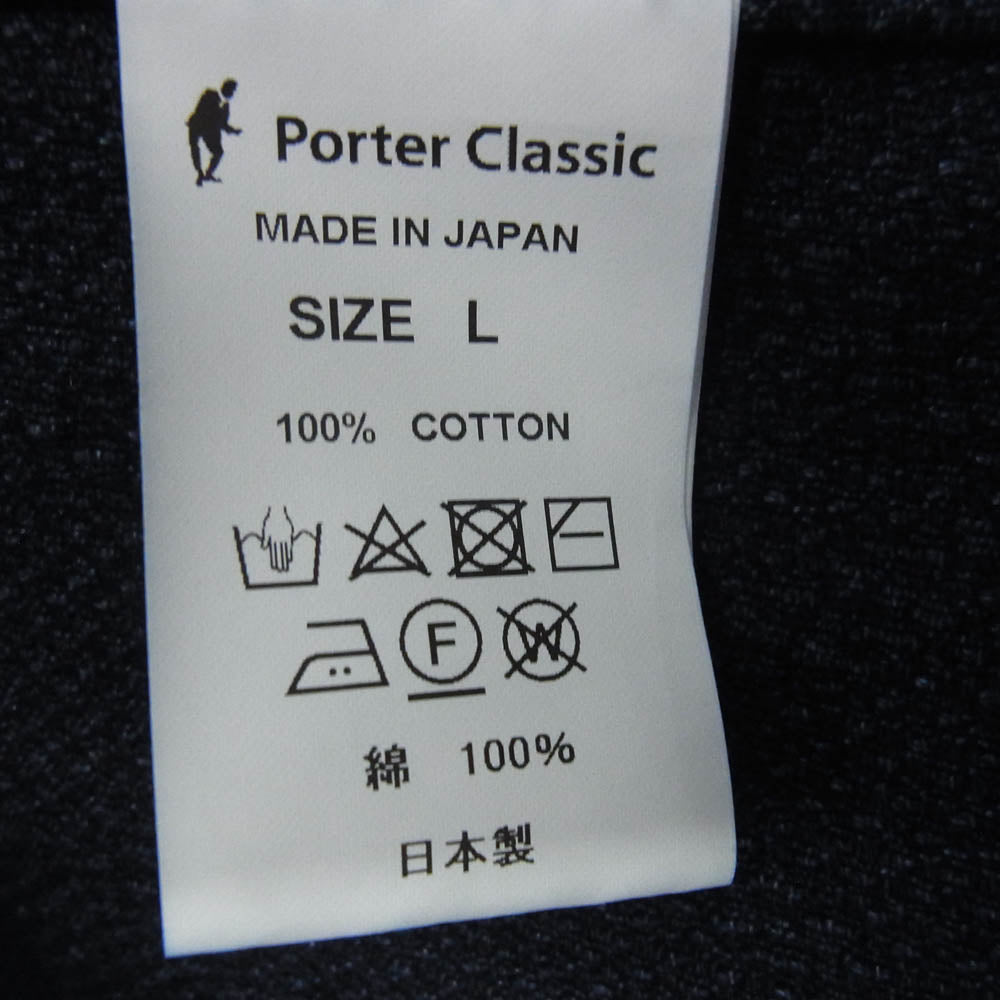 Porter Classic
MADE IN JAPAN
SIZE L
100% COTTON
F W
綿 100%
日本製